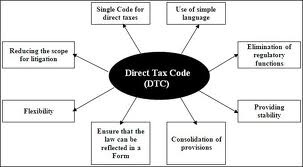 Single Code for
direct taxes
Use of simple
language
Reducing the scope
for litigation
Elimination of
regulatory
functions
Direct Tax Code
(DTC)
Flexibility
Providing
stability
Ensure that the
law can be
reflected in a
Form
Consolidation of
provisions